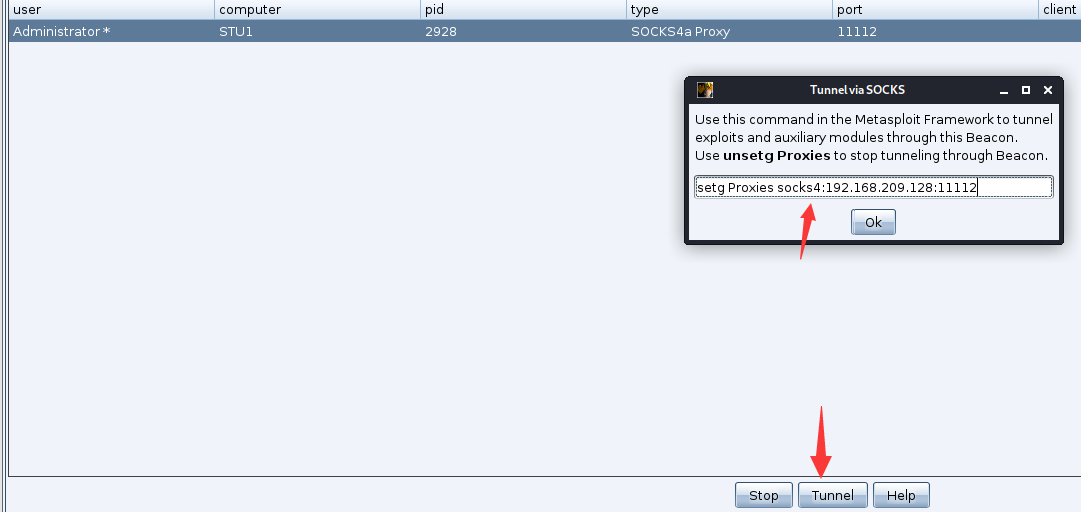 user computer pid type port client
Administrator * STU1 2928 SOCKS4a Proxy 11112
Tunnel via SOCKS
Use this command in the Metasploit Framework to tunnel
exploits and auxiliary modules through this Beacon.
Use unsetg Proxies to stop tunneling through Beacon.
setg Proxies socks4:192.168.209.128:11112
Ok
Stop Tunnel Help